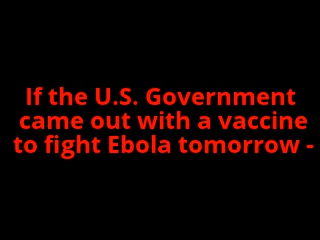 If the U.S. Government
came out with a vaccine
to fight Ebola tomorrow -